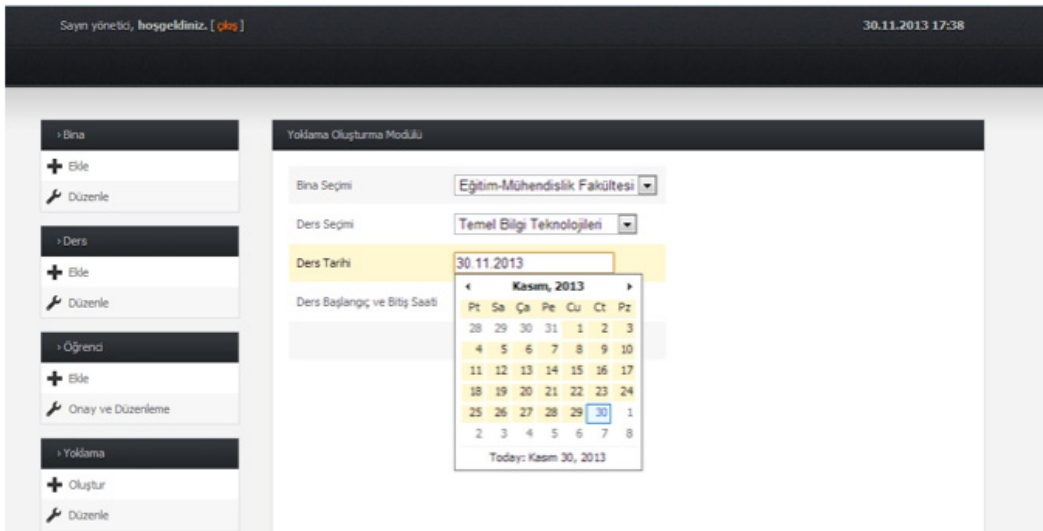 Sayın yönetici, hoşgeldiniz. [ çıkış ]
30.11.2013 17:38
› Bina
Ekle
Düzenle
› Ders
Ekle
Düzenle
› Öğrenci
Ekle
Onay ve Düzenleme
› Yoklama
Oluştur
Düzenle
Yoklama Oluşturma Modülü
Bina Seçimi Eğitim-Mühendislik Fakültesi
Ders Seçimi Temel Bilgi Teknolojileri
Ders Tarihi 30.11.2013
Ders Başlangıç ve Bitiş Saati
Kasım, 2013
Pt Sa Ça Pe Cu Ct Pz
28 29 30 31 1 2 3
4 5 6 7 8 9 10
11 12 13 14 15 16 17
18 19 20 21 22 23 24
25 26 27 28 29 30 1
2 3 4 5 6 7 8
Today: Kasım 30, 2013